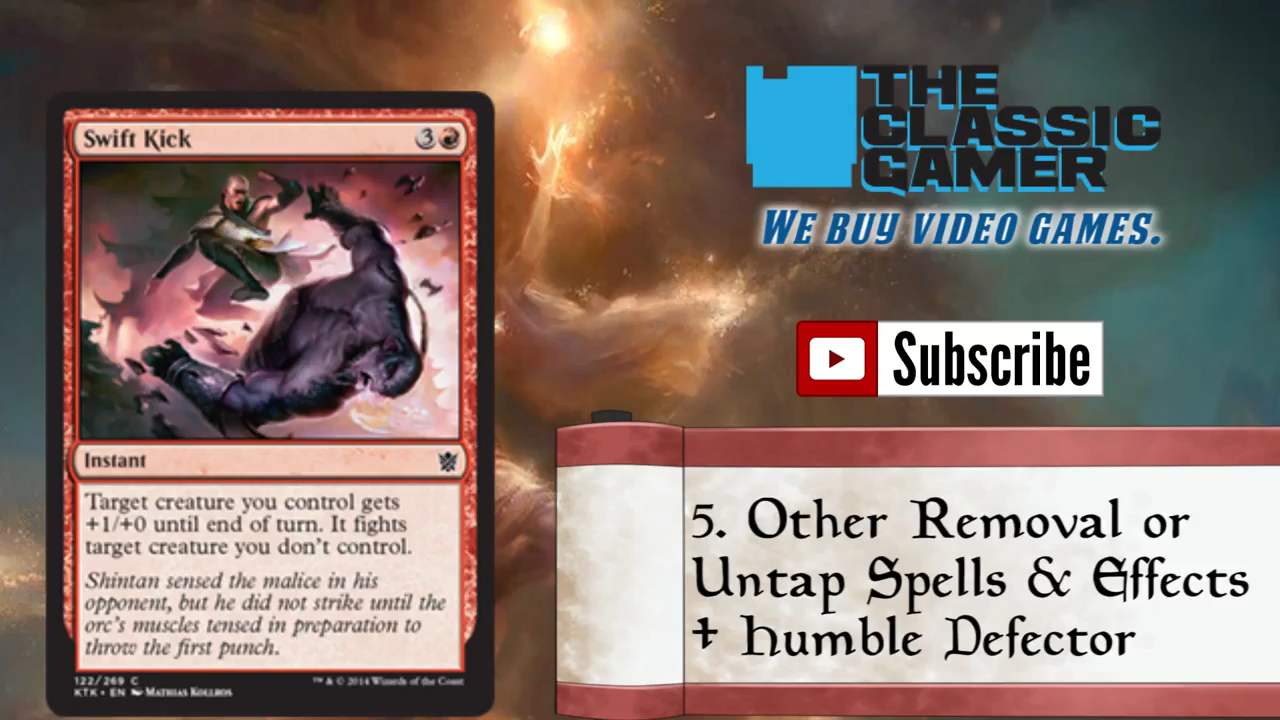 Swift Kick 3
Instant
Target creature you control gets
+1/+0 until end of turn. It fights
target creature you don't control.
Shintan sensed the malice in his
opponent, but he did not strike until the
orc's muscles tensed in preparation to
throw the first punch.
122/269 C
KTK • EN Mathias Kollros
™ & © 2014 Wizards of the Coast
THE
CLASSIC
GAMER
WE BUY VIDEO GAMES.
Subscribe
5. Other Removal or
Untap Spells & Effects
+ Humble Defector